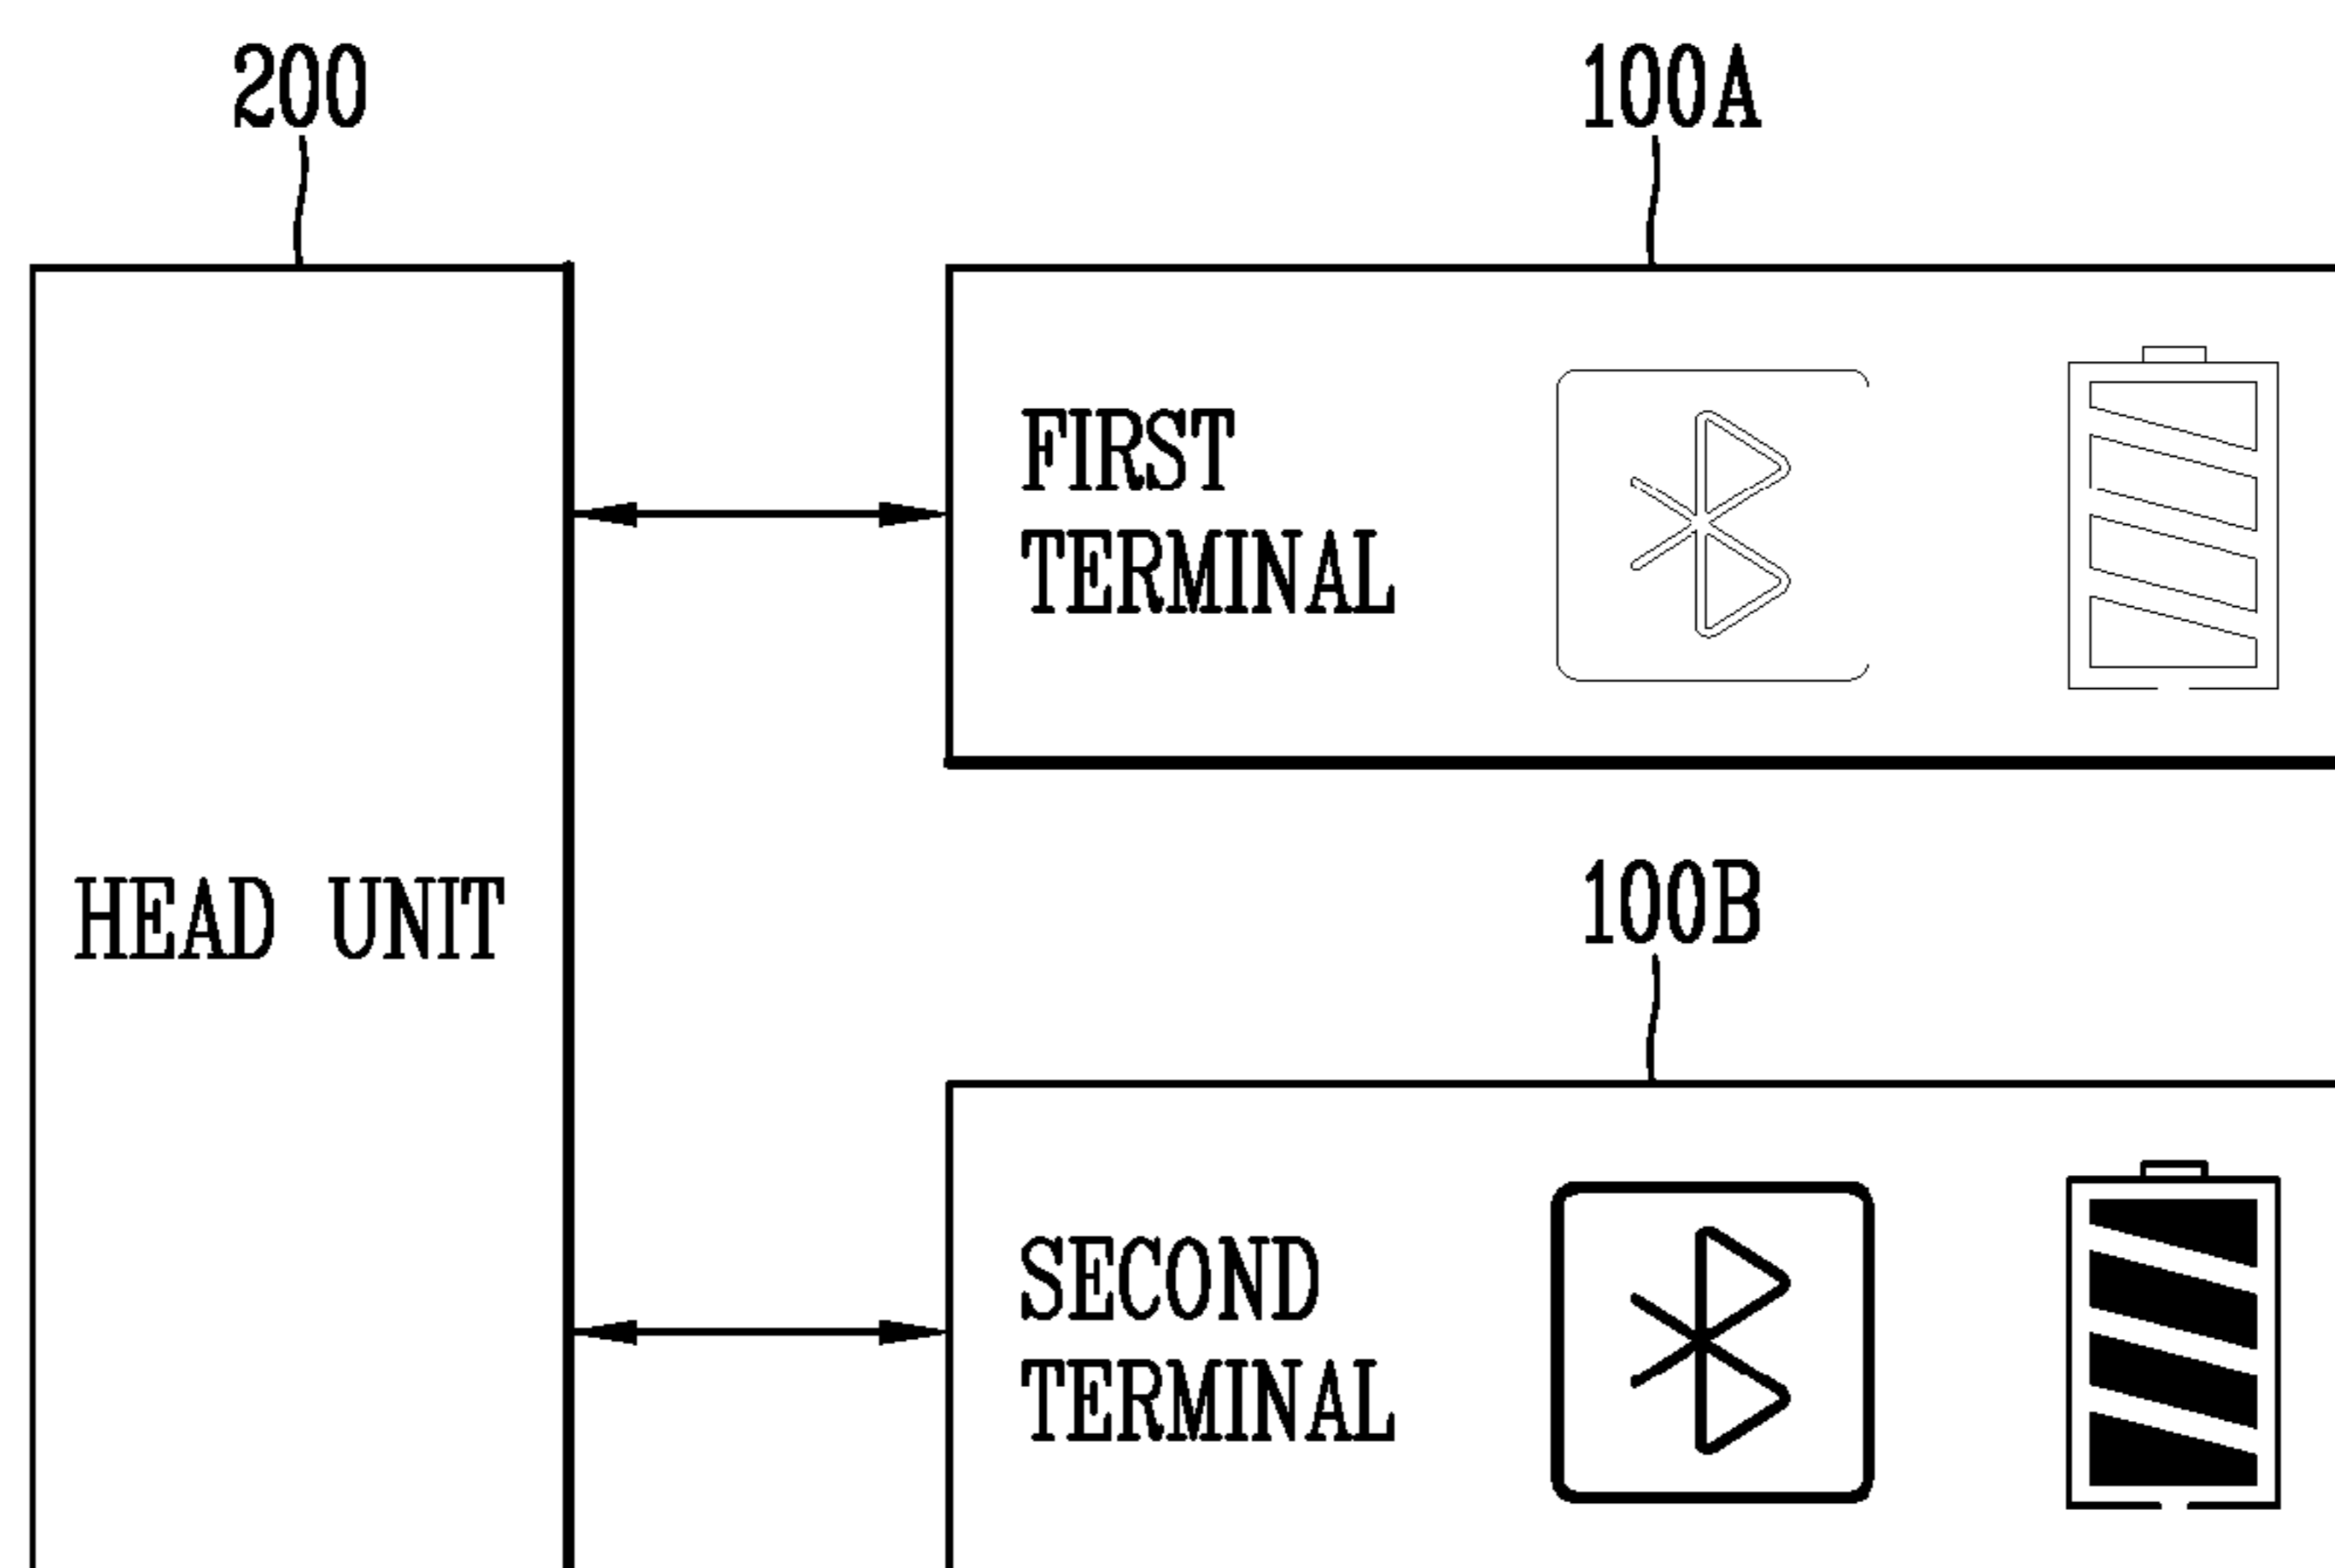 200
100A
FIRST
TERMINAL
HEAD UNIT
100B
SECOND
TERMINAL